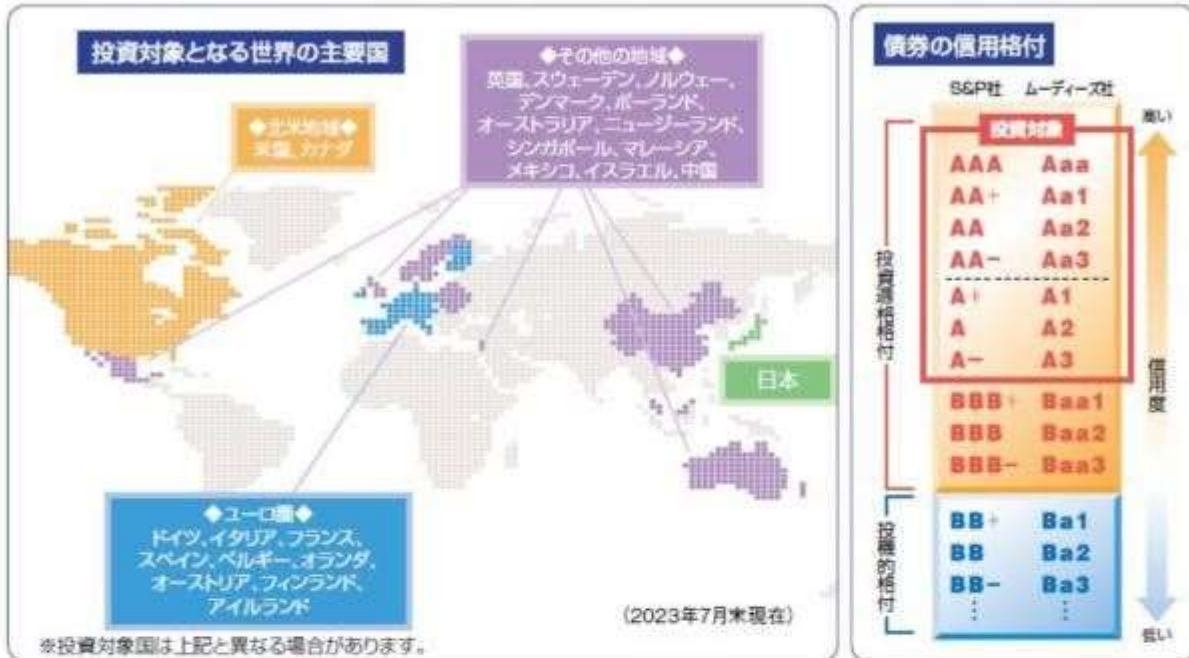 投資対象となる世界の主要国
◆その他の地域◆
英国、スウェーデン、ノルウェー、
デンマーク、ポーランド、
オーストラリア、ニュージーランド、
シンガポール、マレーシア、
メキシコ、イスラエル、中国
◆北米地域◆
米国、カナダ
日本
◆ユーロ圏◆
ドイツ、イタリア、フランス、
スペイン、ベルギー、オランダ、
オーストリア、フィンランド、
アイルランド
（2023年7月末現在）
※投資対象国は上記と異なる場合があります。
債券の信用格付
S&P社 ムーディーズ社
投資対象
高い
AAA Aaa
AA+ Aa1
AA Aa2
AA- Aa3
A+ A1
A A2
A- A3
BBB+ Baa1
BBB Baa2
BBB- Baa3
BB+ Ba1
BB Ba2
BB- Ba3
⋮ ⋮
投資適格格付
投機的格付
信用度
低い